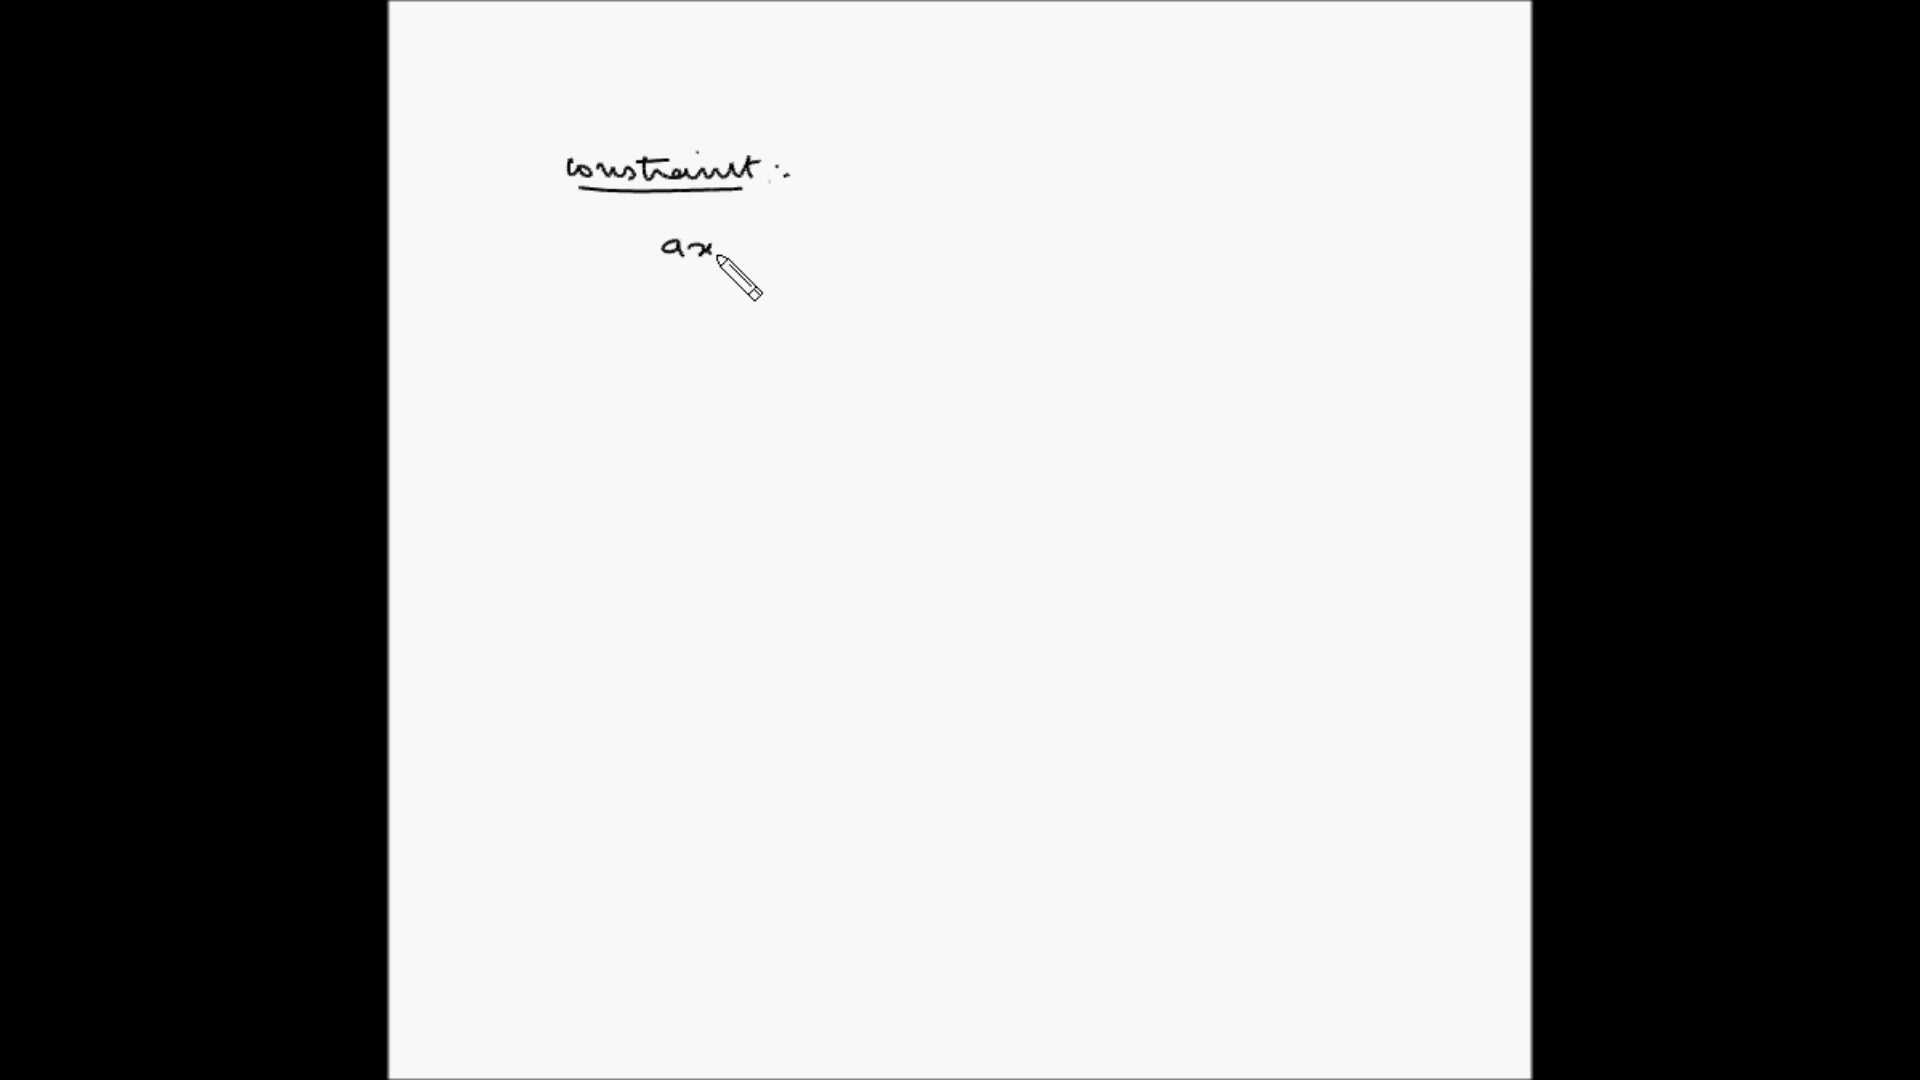 constraint :-
ax